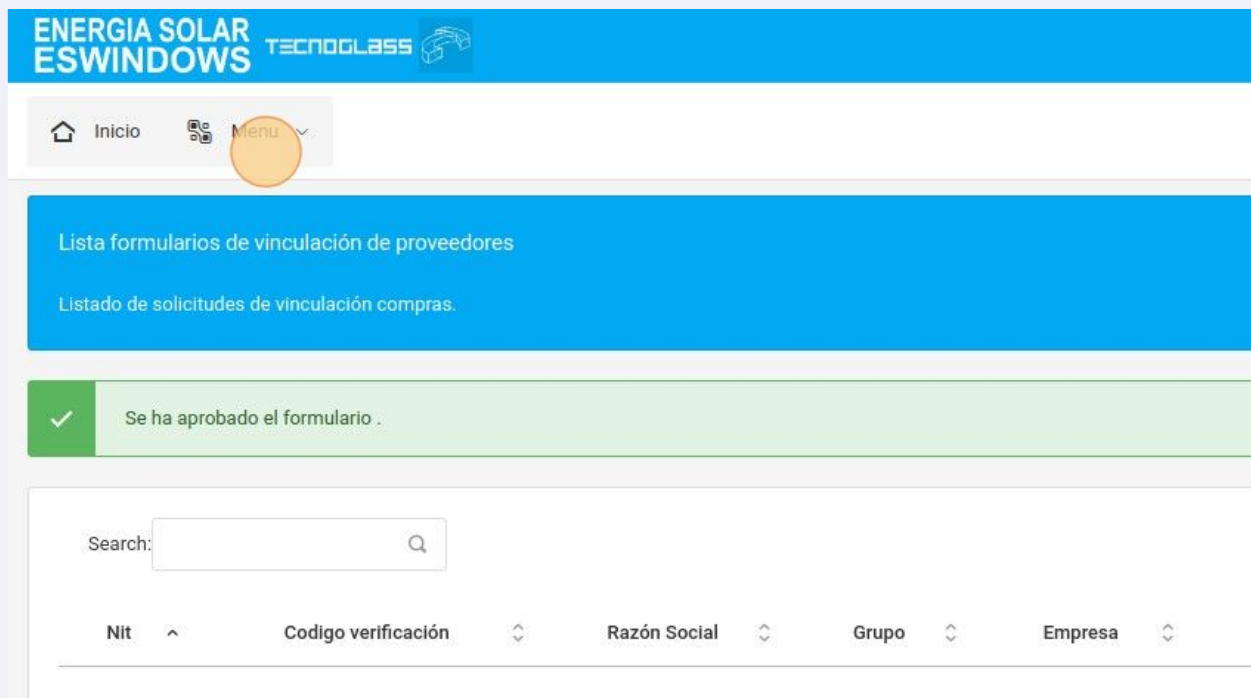 ENERGIA SOLAR
ESWINDOWS TECNOGLASS
Inicio Menu
Lista formularios de vinculación de proveedores
Listado de solicitudes de vinculación compras.
Se ha aprobado el formulario .
Search:
Nit Codigo verificación Razón Social Grupo Empresa